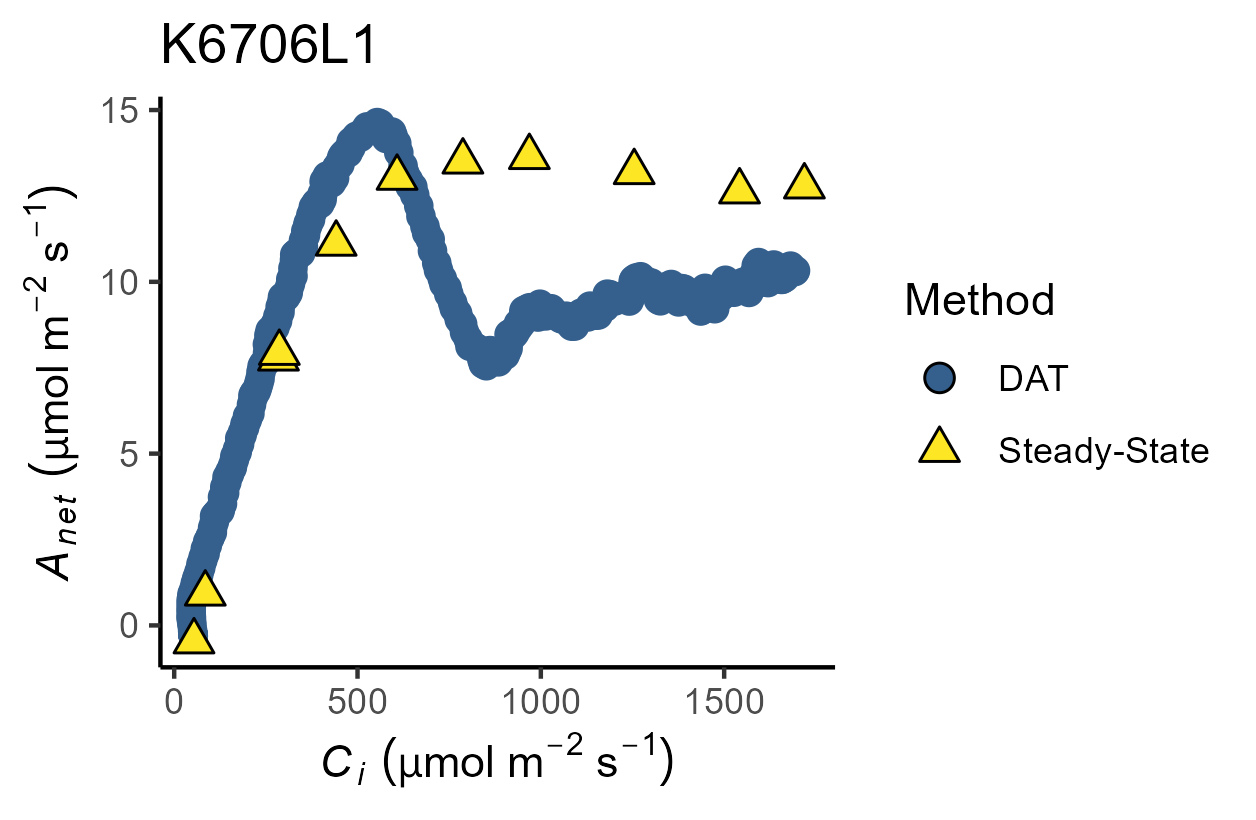 K6706L1
15
10
5
0
A_net (µmol m⁻² s⁻¹)
0 500 1000 1500
C_i (µmol m⁻² s⁻¹)
Method
DAT
Steady-State